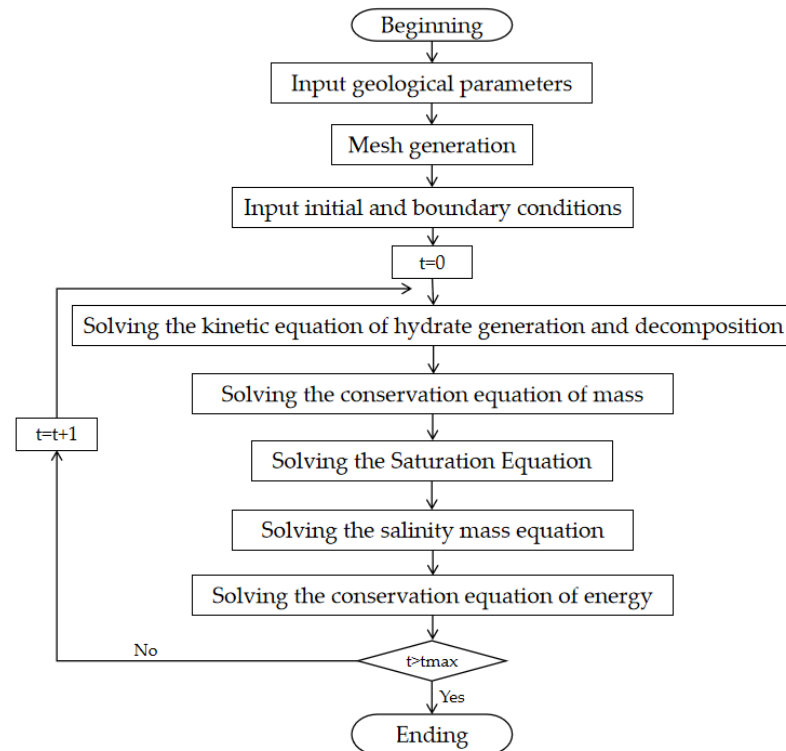 Beginning
Input geological parameters
Mesh generation
Input initial and boundary conditions
t=0
Solving the kinetic equation of hydrate generation and decomposition
Solving the conservation equation of mass
t=t+1
Solving the Saturation Equation
Solving the salinity mass equation
Solving the conservation equation of energy
No
t>tmax
Yes
Ending